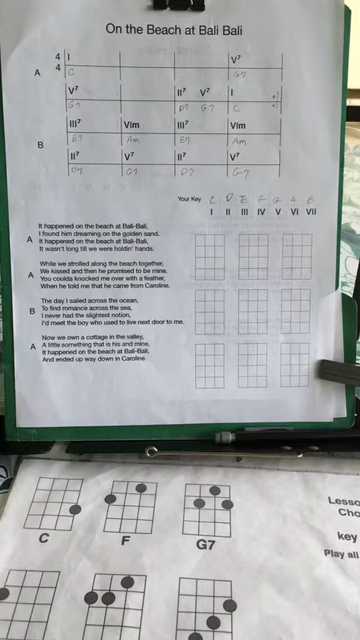 On the Beach at Bali Bali
4 I V7
4 C G7
A
V7 II7 V7 I
G7 D7 G7 C
III7 VIm III7 VIm
E7 Am E7 Am
B
II7 V7 II7 V7
D7 G7 D7 G7
Your Key C D E F G A B
I II III IV V VI VII
It happened on the beach at Bali-Bali,
I found him dreaming on the golden sand.
A It happened on the beach at Bali-Bali,
It wasn't long till we were holdin' hands.
While we strolled along the beach together,
We kissed and then he promised to be mine.
A You coulda knocked me over with a feather,
When he told me that he came from Caroline.
The day I sailed across the ocean,
B To find romance across the sea,
I never had the slightest notion,
I'd meet the boy who used to live next door to me.
Now we own a cottage in the valley,
A A little something that is his and mine,
It happened on the beach at Bali-Bali,
And ended up way down in Caroline.
C F G7
Lesso
Cho
key
Play all